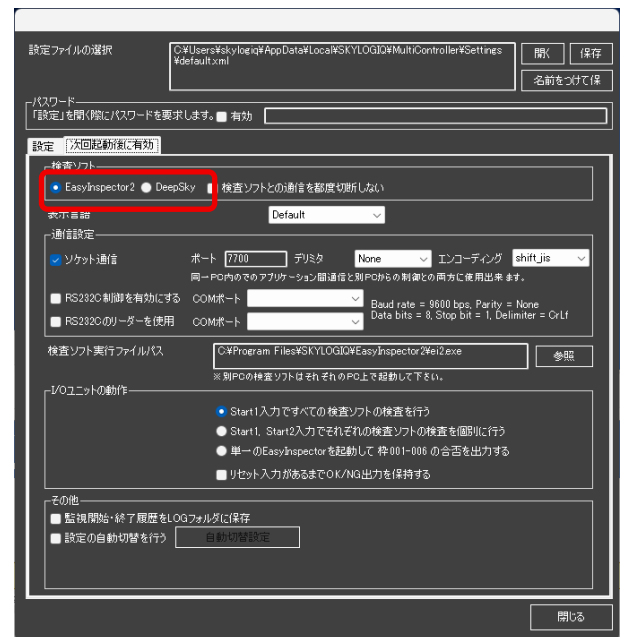 設定ファイルの選択
C:¥Users¥skylogiq¥AppData¥Local¥SKYLOGIQ¥MultiController¥Settings
¥default.xml
開く 保存
名前をつけて保
パスワード
「設定」を開く際にパスワードを要求します。 有効
設定 次回起動後に有効
検査ソフト
EasyInspector2 DeepSky 検査ソフトとの通信を都度切断しない
表示言語 Default
通信設定
ソケット通信 ポート 7700 デリミタ None エンコーディング shift_jis
同一PC内でのアプリケーション間通信と別PCからの制御との両方に使用出来ます。
RS232C制御を有効にする COMポート
Baud rate = 9600 bps, Parity = None
RS232Cのリーダーを使用 COMポート
Data bits = 8, Stop bit = 1, Delimiter = CrLf
検査ソフト実行ファイルパス C:¥Program Files¥SKYLOGIQ¥EasyInspector2¥ei2.exe 参照
※別PCの検査ソフトはそれぞれのPC上で起動して下さい。
I/Oユニットの動作
Start1入力ですべての検査ソフトの検査を行う
Start1, Start2入力でそれぞれの検査ソフトの検査を個別に行う
単一のEasyInspectorを起動して 枠001-006 の合否を出力する
リセット入力があるまでOK/NG出力を保持する
その他
監視開始・終了履歴をLOGフォルダに保存
設定の自動切替を行う 自動切替設定
閉じる